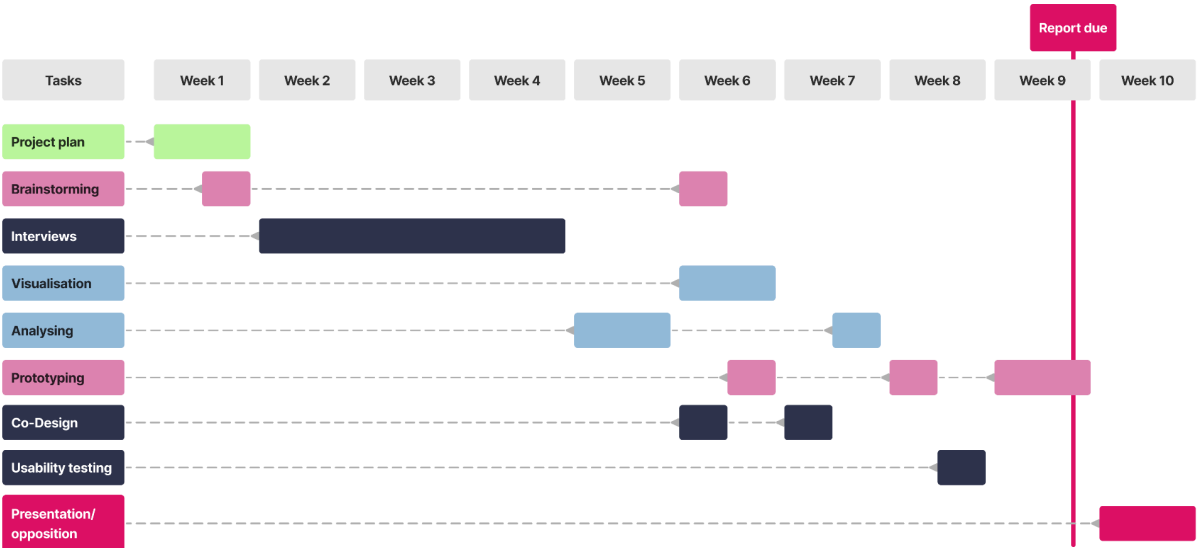 Report due
Tasks
Week 1
Week 2
Week 3
Week 4
Week 5
Week 6
Week 7
Week 8
Week 9
Week 10
Project plan
Brainstorming
Interviews
Visualisation
Analysing
Prototyping
Co-Design
Usability testing
Presentation/
opposition